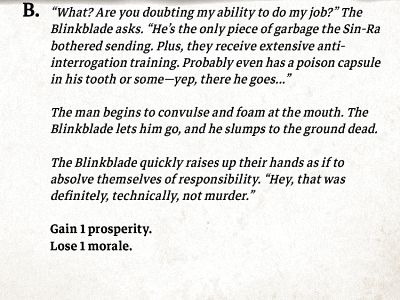 B. “What? Are you doubting my ability to do my job?” The
Blinkblade asks. “He’s the only piece of garbage the Sin-Ra
bothered sending. Plus, they receive extensive anti-
interrogation training. Probably even has a poison capsule
in his tooth or some—yep, there he goes...”
The man begins to convulse and foam at the mouth. The
Blinkblade lets him go, and he slumps to the ground dead.
The Blinkblade quickly raises up their hands as if to
absolve themselves of responsibility. “Hey, that was
definitely, technically, not murder.”
Gain 1 prosperity.
Lose 1 morale.